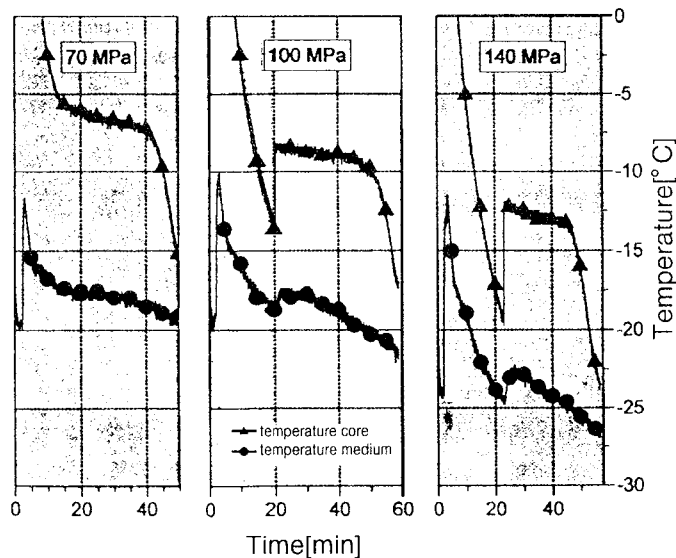 70 MPa
100 MPa
140 MPa
0
-5
-10
-15
-20
-25
-30
Temperature[°C]
temperature core
temperature medium
0 20 40
0 20 40 60
0 20 40
Time[min]